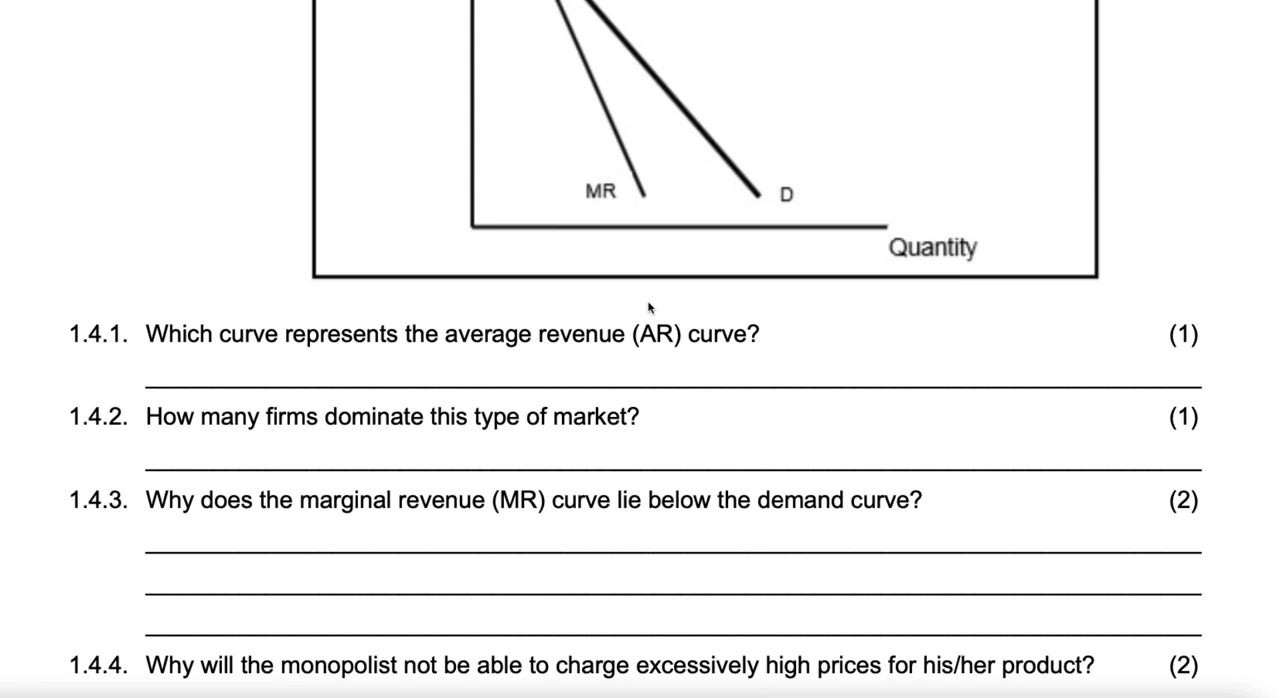 MR D
Quantity
1.4.1. Which curve represents the average revenue (AR) curve? (1)
1.4.2. How many firms dominate this type of market? (1)
1.4.3. Why does the marginal revenue (MR) curve lie below the demand curve? (2)
1.4.4. Why will the monopolist not be able to charge excessively high prices for his/her product? (2)